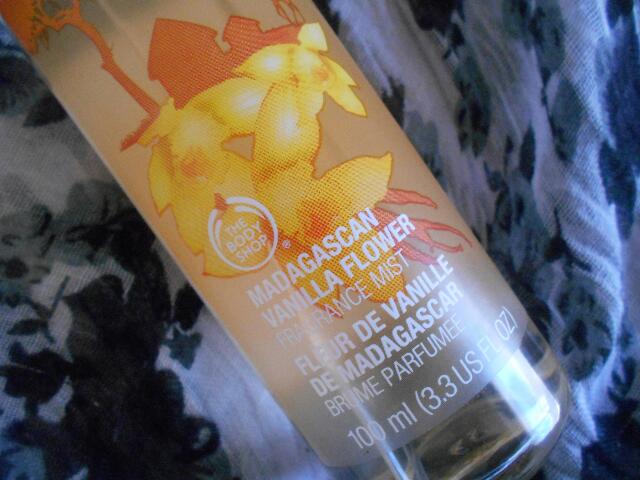 THE
BODY
SHOP
®
MADAGASCAN
VANILLA FLOWER
FRAGRANCE MIST
FLEUR DE VANILLE
DE MADAGASCAR
BRUME PARFUMÉE
100 ml (3.3 US FL OZ)